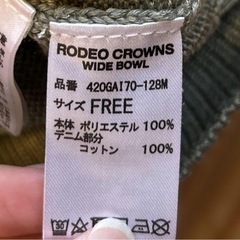 RODEO CROWNS
WIDE BOWL
品番 420GAI70-128M
サイズ FREE
本体 ポリエステル 100%
デニム部分
コットン 100%